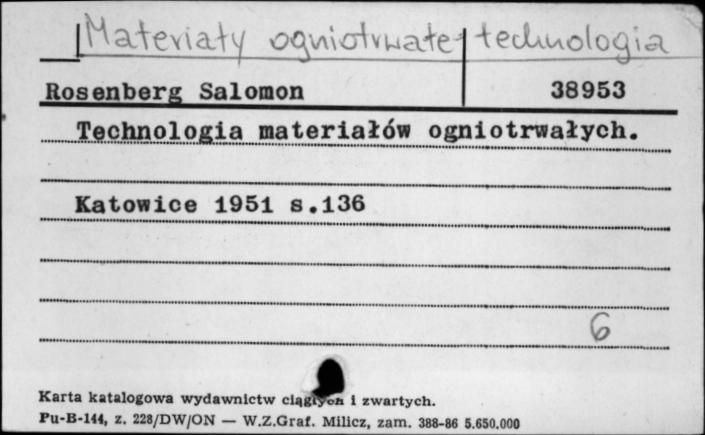 Materiały ogniotrwałe - technologia
Rosenberg Salomon 38953
Technologia materiałów ogniotrwałych.
Katowice 1951 s.136
6
Karta katalogowa wydawnictw ciągłych i zwartych.
Pu-B-144, z. 228/DW/ON — W.Z.Graf. Milicz, zam. 388-86 5.650.000